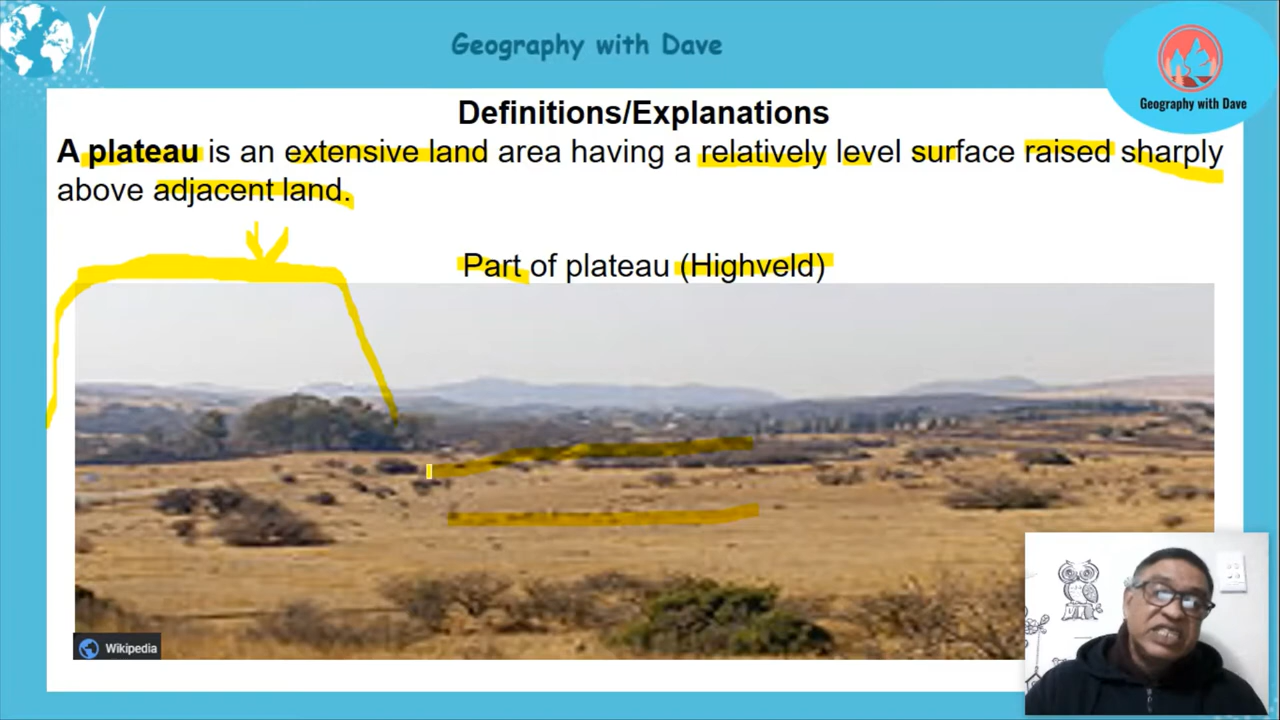 Geography with Dave
Geography with Dave
Definitions/Explanations
A plateau is an extensive land area having a relatively level surface raised sharply
above adjacent land.
Part of plateau (Highveld)
Wikipedia